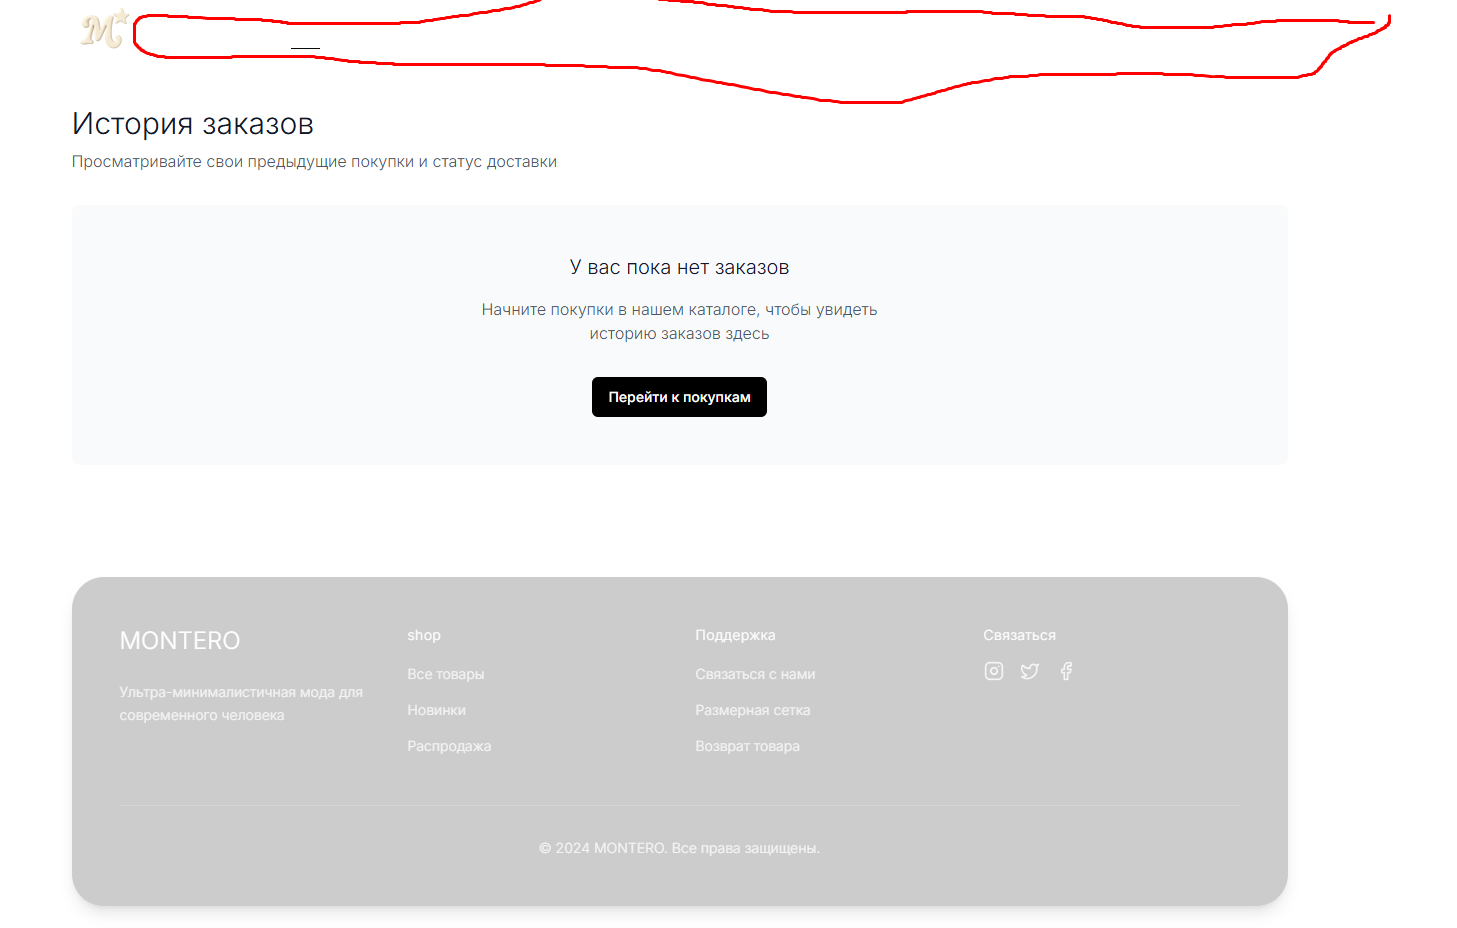 M
История заказов
Просматривайте свои предыдущие покупки и статус доставки
У вас пока нет заказов
Начните покупки в нашем каталоге, чтобы увидеть
историю заказов здесь
Перейти к покупкам
MONTERO
Ультра-минималистичная мода для
современного человека
shop
Все товары
Новинки
Распродажа
Поддержка
Связаться с нами
Размерная сетка
Возврат товара
Связаться
© 2024 MONTERO. Все права защищены.